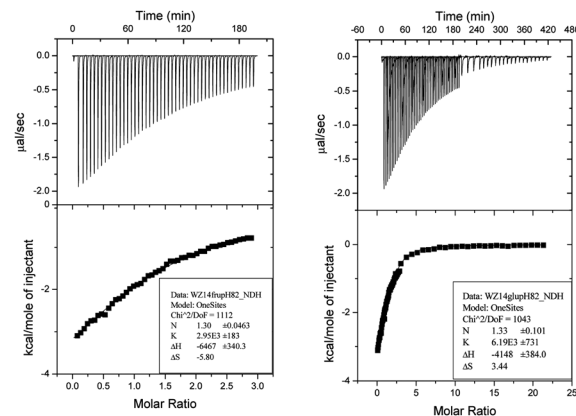 Time (min)
0 60 120 180
0.0
-0.5
-1.0
-1.5
-2.0
µal/sec
-2
-4
kcal/mole of injectant
Data: WZ14frupH82_NDH
Model: OneSites
Chi^2/DoF = 1112
N 1.30 ±0.0463
K 2.95E3 ±183
ΔH -6467 ±340.3
ΔS -5.80
0.0 0.5 1.0 1.5 2.0 2.5 3.0
Molar Ratio
Time (min)
-60 0 60 120 180 240 300 360 420 480
0.0
-0.5
-1.0
-1.5
-2.0
µal/sec
0
-2
-4
kcal/mole of injectant
Data: WZ14glupH82_NDH
Model: OneSites
Chi^2/DoF = 1043
N 1.33 ±0.101
K 6.19E3 ±731
ΔH -4148 ±384.0
ΔS 3.44
0 5 10 15 20 25
Molar Ratio